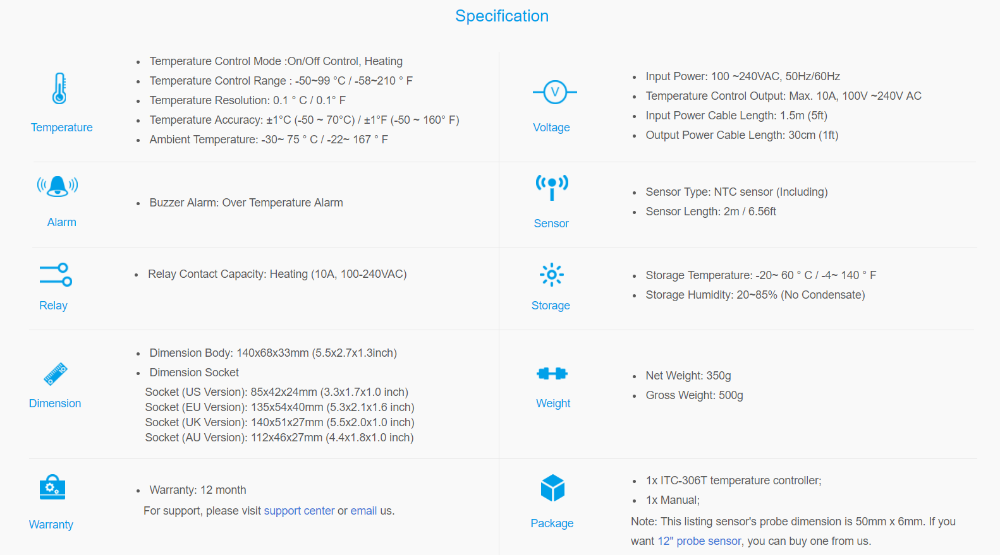 Specification
Temperature
• Temperature Control Mode :On/Off Control, Heating
• Temperature Control Range : -50~99 °C / -58~210 ° F
• Temperature Resolution: 0.1 ° C / 0.1° F
• Temperature Accuracy: ±1°C (-50 ~ 70°C) / ±1°F (-50 ~ 160° F)
• Ambient Temperature: -30~ 75 ° C / -22~ 167 ° F
V
Voltage
• Input Power: 100 ~240VAC, 50Hz/60Hz
• Temperature Control Output: Max. 10A, 100V ~240V AC
• Input Power Cable Length: 1.5m (5ft)
• Output Power Cable Length: 30cm (1ft)
Alarm
• Buzzer Alarm: Over Temperature Alarm
Sensor
• Sensor Type: NTC sensor (Including)
• Sensor Length: 2m / 6.56ft
Relay
• Relay Contact Capacity: Heating (10A, 100-240VAC)
Storage
• Storage Temperature: -20~ 60 ° C / -4~ 140 ° F
• Storage Humidity: 20~85% (No Condensate)
Dimension
• Dimension Body: 140x68x33mm (5.5x2.7x1.3inch)
• Dimension Socket
Socket (US Version): 85x42x24mm (3.3x1.7x1.0 inch)
Socket (EU Version): 135x54x40mm (5.3x2.1x1.6 inch)
Socket (UK Version): 140x51x27mm (5.5x2.0x1.0 inch)
Socket (AU Version): 112x46x27mm (4.4x1.8x1.0 inch)
Weight
• Net Weight: 350g
• Gross Weight: 500g
Warranty
• Warranty: 12 month
For support, please visit support center or email us.
Package
• 1x ITC-306T temperature controller;
• 1x Manual;
Note: This listing sensor's probe dimension is 50mm x 6mm. If you
want 12" probe sensor, you can buy one from us.